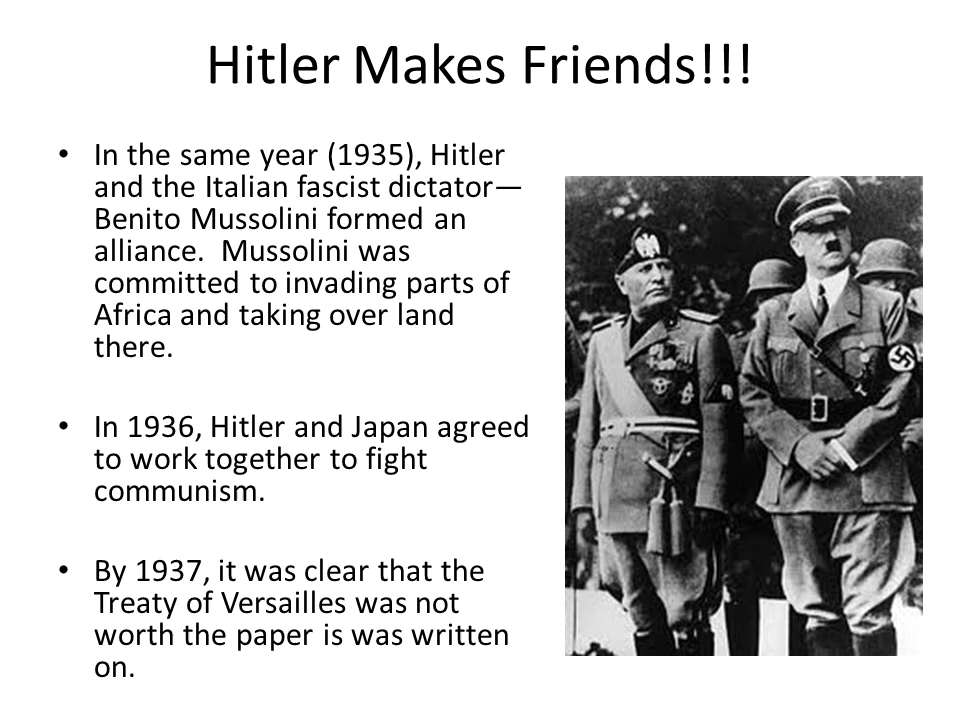 Hitler Makes Friends!!!
• In the same year (1935), Hitler
and the Italian fascist dictator—
Benito Mussolini formed an
alliance.  Mussolini was
committed to invading parts of
Africa and taking over land
there.
• In 1936, Hitler and Japan agreed
to work together to fight
communism.
• By 1937, it was clear that the
Treaty of Versailles was not
worth the paper is was written
on.